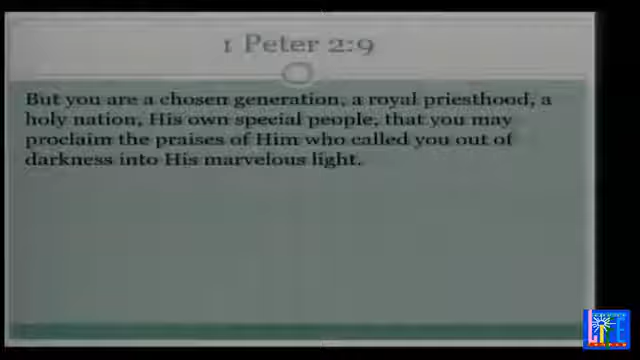 1 Peter 2:9
But you are a chosen generation, a royal priesthood, a
holy nation, His own special people, that you may
proclaim the praises of Him who called you out of
darkness into His marvelous light.
LIFE